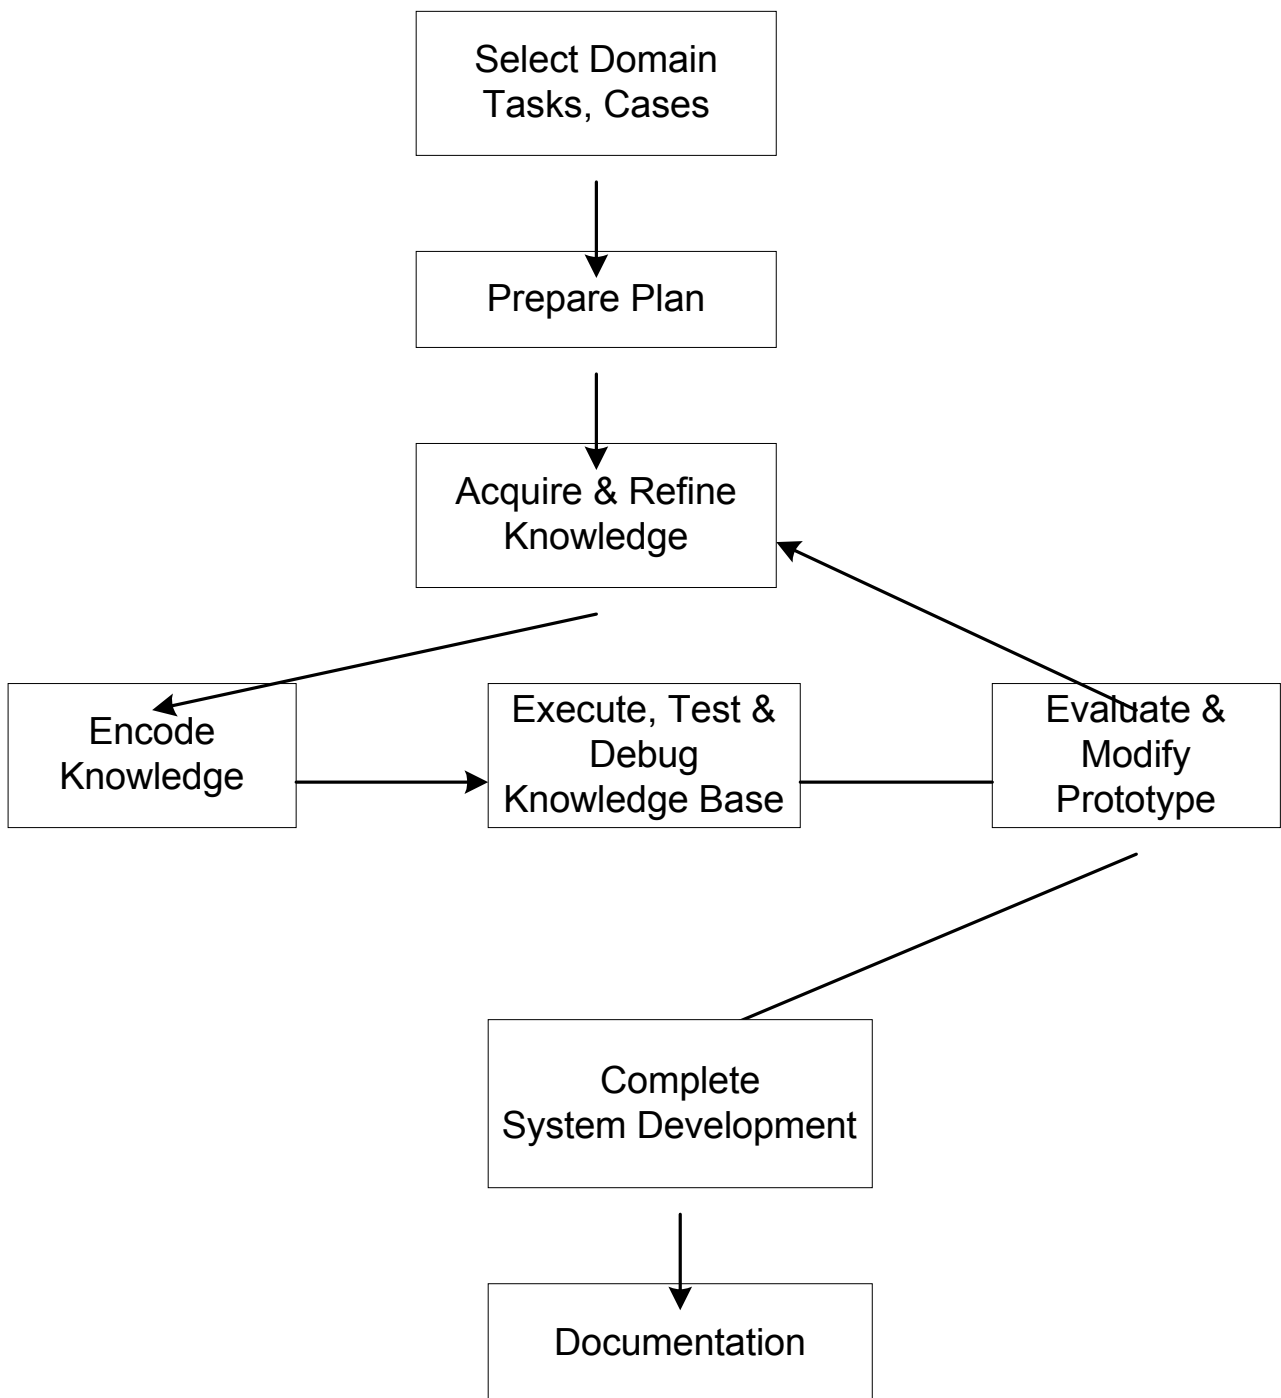 Select Domain
Tasks, Cases
Prepare Plan
Acquire & Refine
Knowledge
Encode
Knowledge
Execute, Test &
Debug
Knowledge Base
Evaluate &
Modify
Prototype
Complete
System Development
Documentation